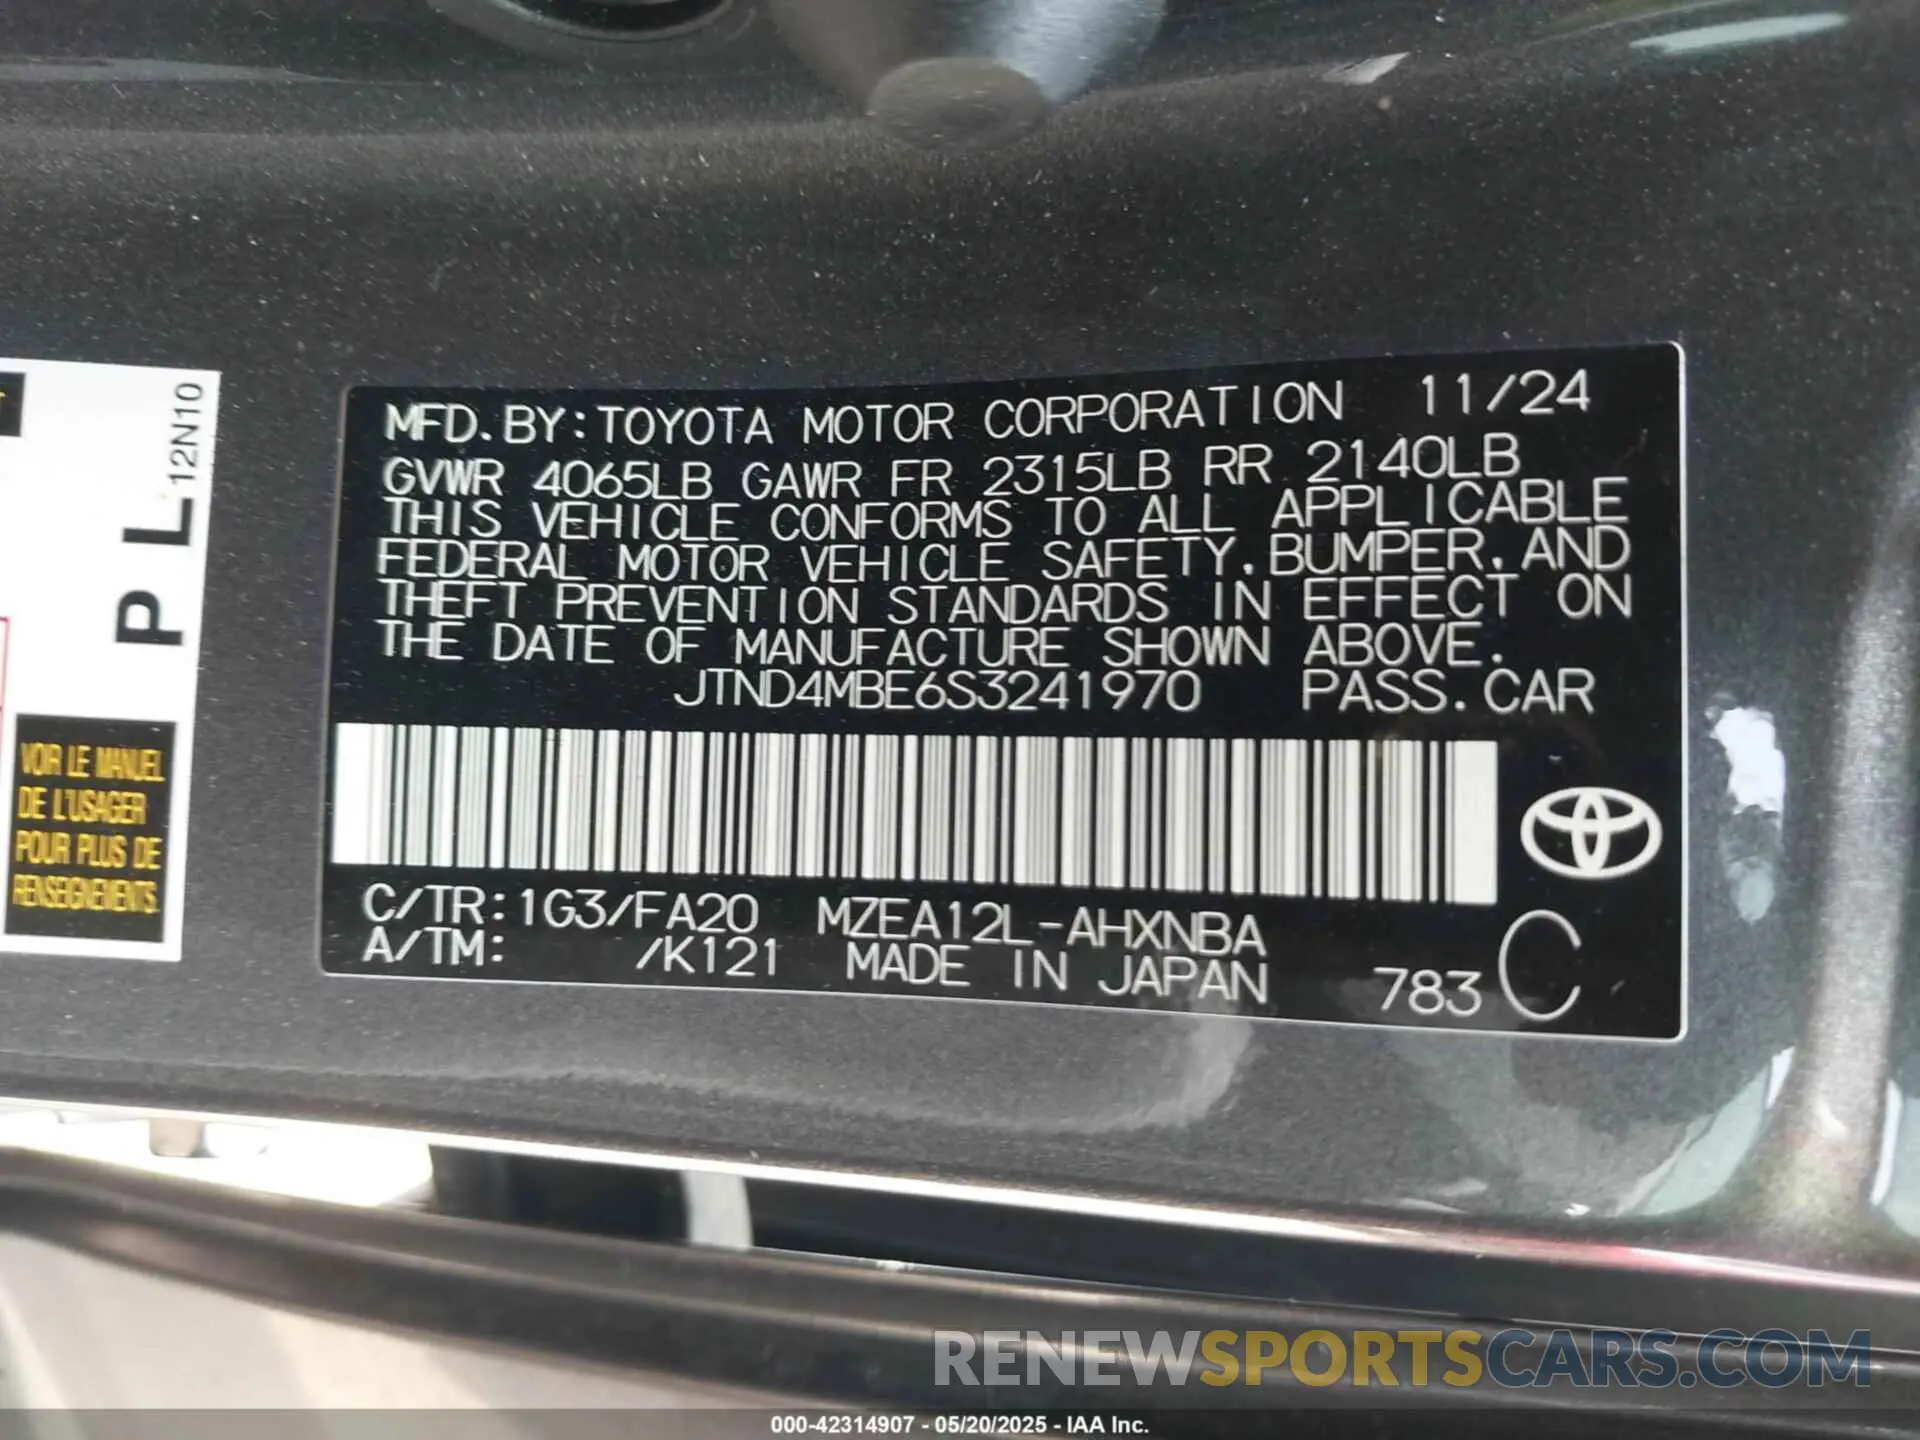 MFD. BY: TOYOTA MOTOR CORPORATION 11/24
GVWR 4065LB GAWR FR 2315LB RR 2140LB
THIS VEHICLE CONFORMS TO ALL APPLICABLE
FEDERAL MOTOR VEHICLE SAFETY, BUMPER, AND
THEFT PREVENTION STANDARDS IN EFFECT ON
THE DATE OF MANUFACTURE SHOWN ABOVE.
JTND4MBE6S3241970 PASS. CAR
C/TR: 1G3/FA20 MZEA12L-AHXNBA
A/TM: /K121 MADE IN JAPAN 783 C
P L 12N10
VOIR LE MANUEL
DE L'USAGER
POUR PLUS DE
RENSEIGNEMENTS.
RENEWSPORTSCARS.COM
000-42314907 - 05/20/2025 - IAA Inc.